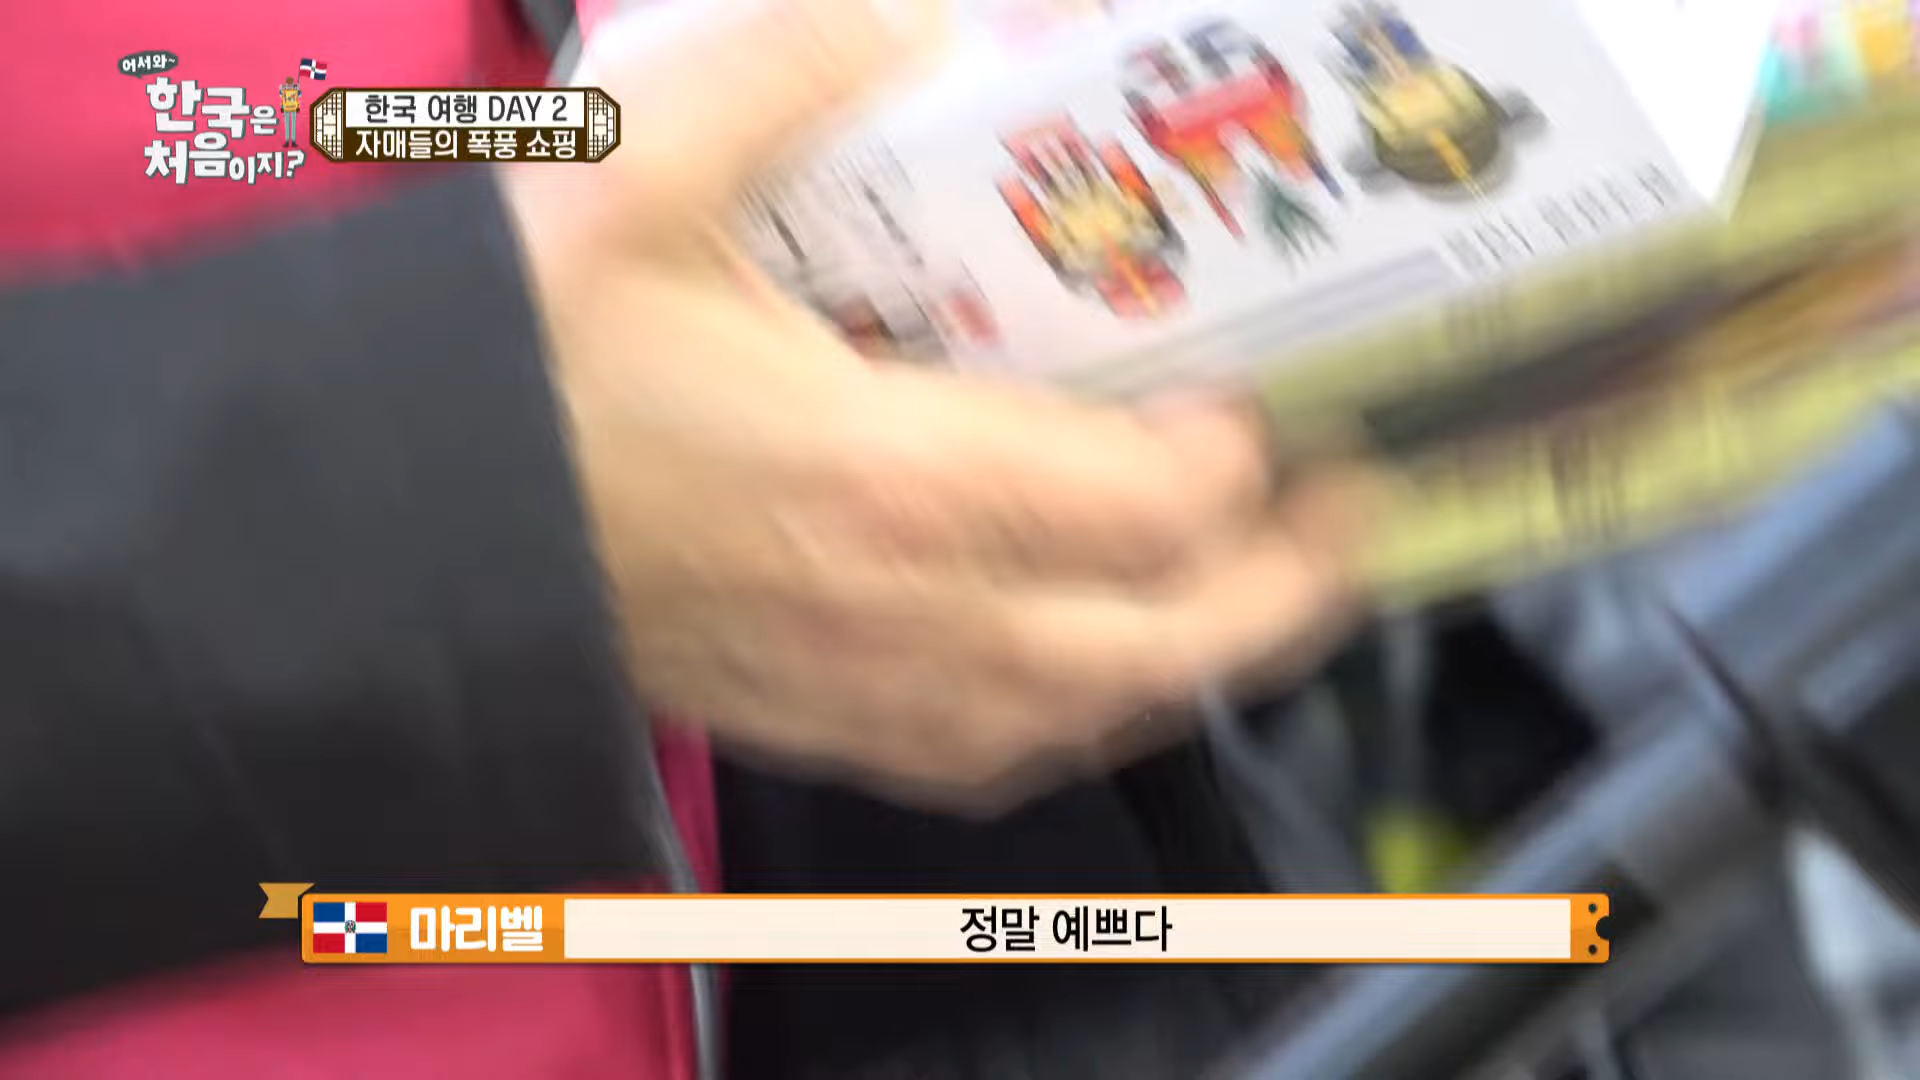 어서와~
한국은
처음이지?
한국 여행 DAY 2
자매들의 폭풍 쇼핑
마리벨
정말 예쁘다